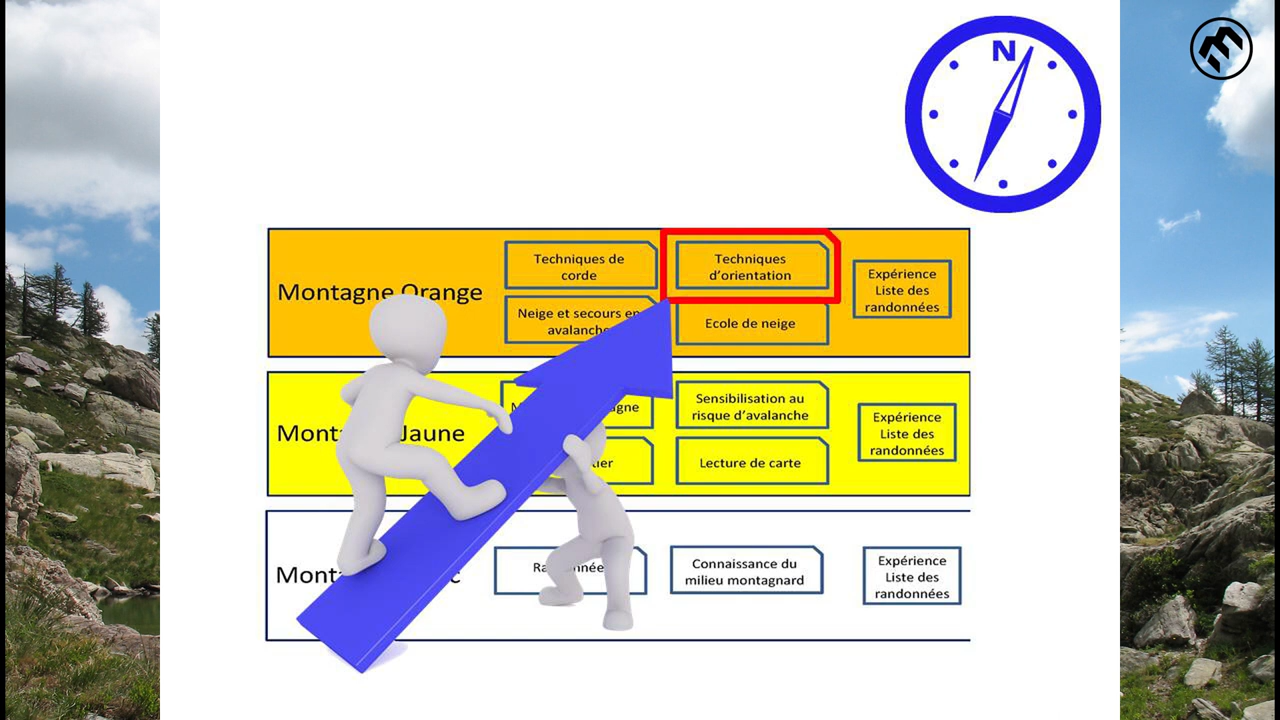 N
Techniques de
corde
Techniques
d'orientation
Expérience
Liste des
randonnées
Montagne Orange
Neige et secours en
avalanche
Ecole de neige
Sensibilisation au
risque d'avalanche
Expérience
Liste des
randonnées
Jaune
Lecture de carte
Connaissance du
milieu montagnard
Expérience
Liste des
randonnées